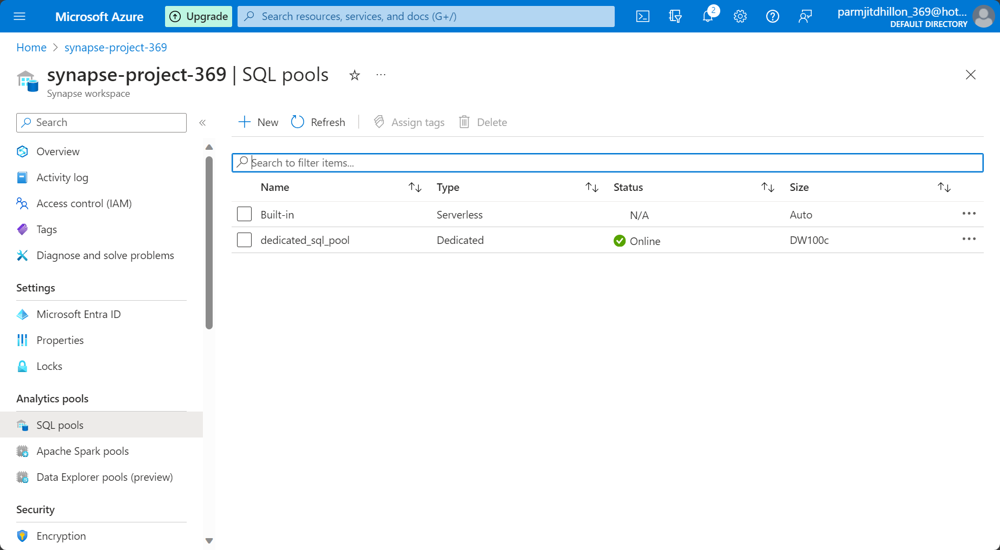 Microsoft Azure
Upgrade
Search resources, services, and docs (G+/)
2
parmjitdhillon_369@hot...
DEFAULT DIRECTORY
Home > synapse-project-369
synapse-project-369 | SQL pools
Synapse workspace
Search
New
Refresh
Assign tags
Delete
Overview
Activity log
Access control (IAM)
Tags
Diagnose and solve problems
Settings
Microsoft Entra ID
Properties
Locks
Analytics pools
SQL pools
Apache Spark pools
Data Explorer pools (preview)
Security
Encryption
Search to filter items...
Name Type Status Size
Built-in Serverless N/A Auto
dedicated_sql_pool Dedicated Online DW100c